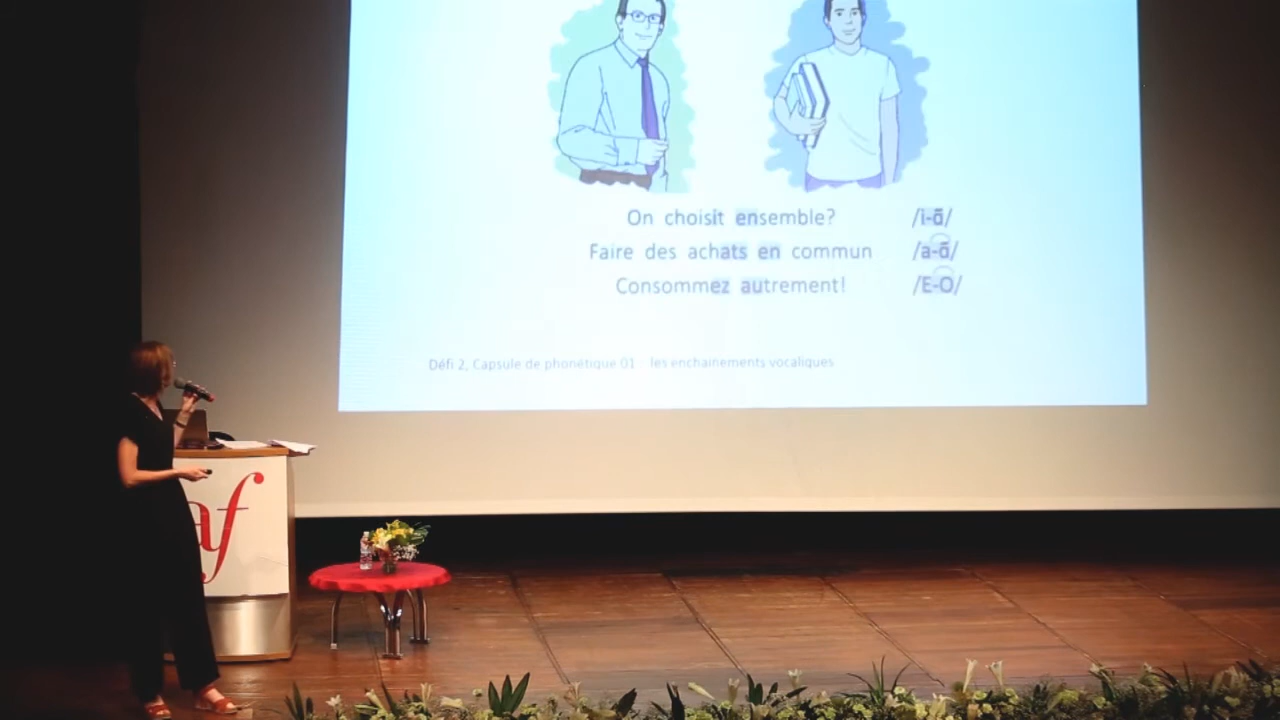 On choisit ensemble? /i-ɑ̃/
Faire des achats en commun /a-ɑ̃/
Consommez autrement! /E-O/
Défi 2, Capsule de phonétique 01 : les enchainements vocaliques
af